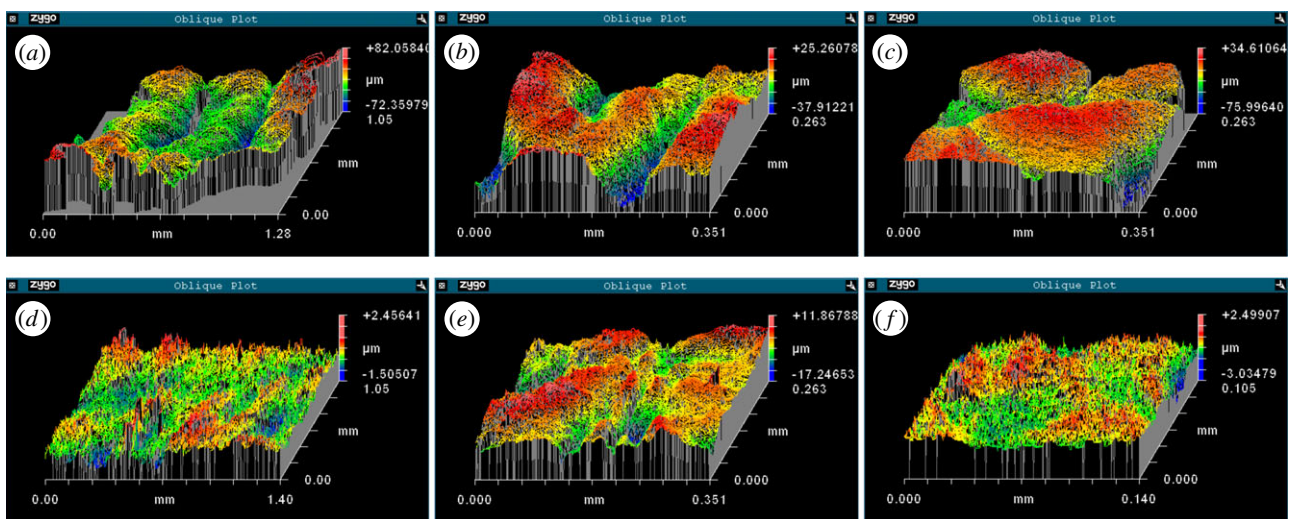 zygo Oblique Plot
(a)
+82.05840
µm
-72.35979
1.05
mm
0.00
0.00 mm 1.28
zygo Oblique Plot
(b)
+25.26078
µm
-37.91221
0.263
mm
0.000
0.000 mm 0.351
zygo Oblique Plot
(c)
+34.61064
µm
-75.99640
0.263
mm
0.000
0.000 mm 0.351
zygo Oblique Plot
(d)
+2.45641
µm
-1.50507
1.05
mm
0.00
0.00 mm 1.40
zygo Oblique Plot
(e)
+11.86788
µm
-17.24653
0.263
mm
0.000
0.000 mm 0.351
zygo Oblique Plot
(f)
+2.49907
µm
-3.03479
0.105
mm
0.000
0.000 mm 0.140